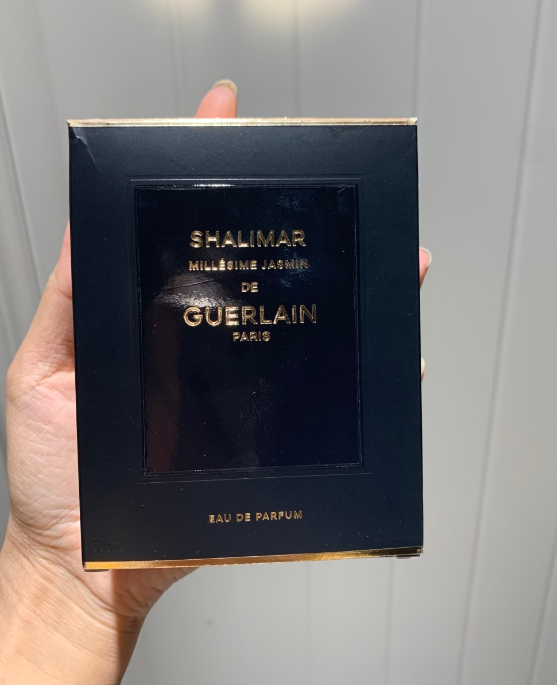 SHALIMAR
MILLÉSIME JASMIN
DE
GUERLAIN
PARIS
EAU DE PARFUM